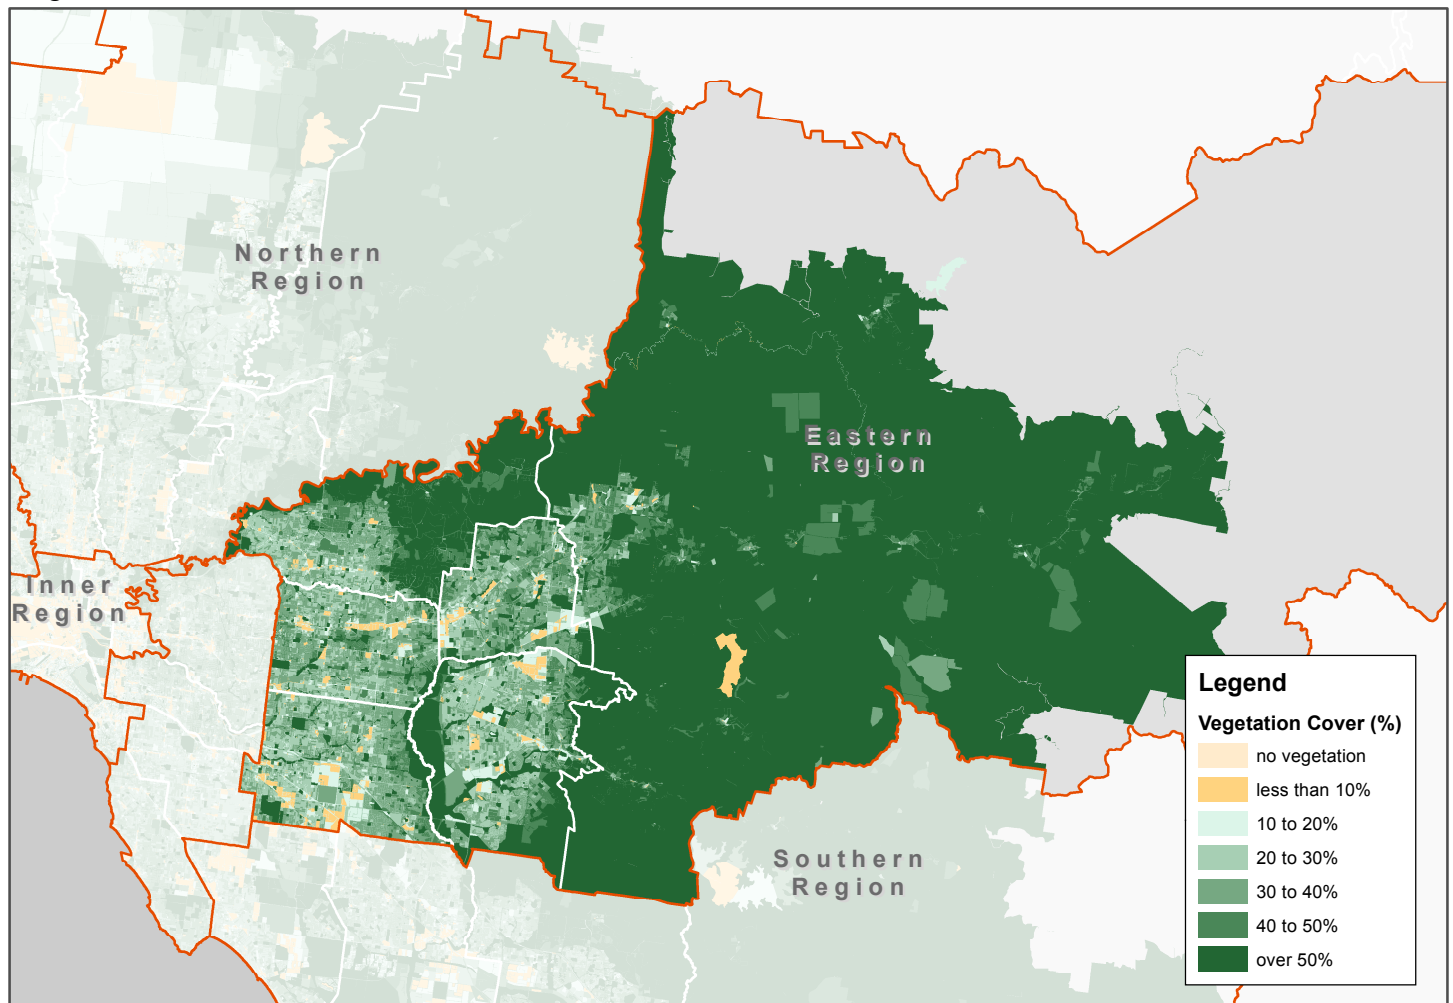 Northern
Region
Eastern
Region
Inner
Region
Southern
Region
Legend
Vegetation Cover (%)
no vegetation
less than 10%
10 to 20%
20 to 30%
30 to 40%
40 to 50%
over 50%